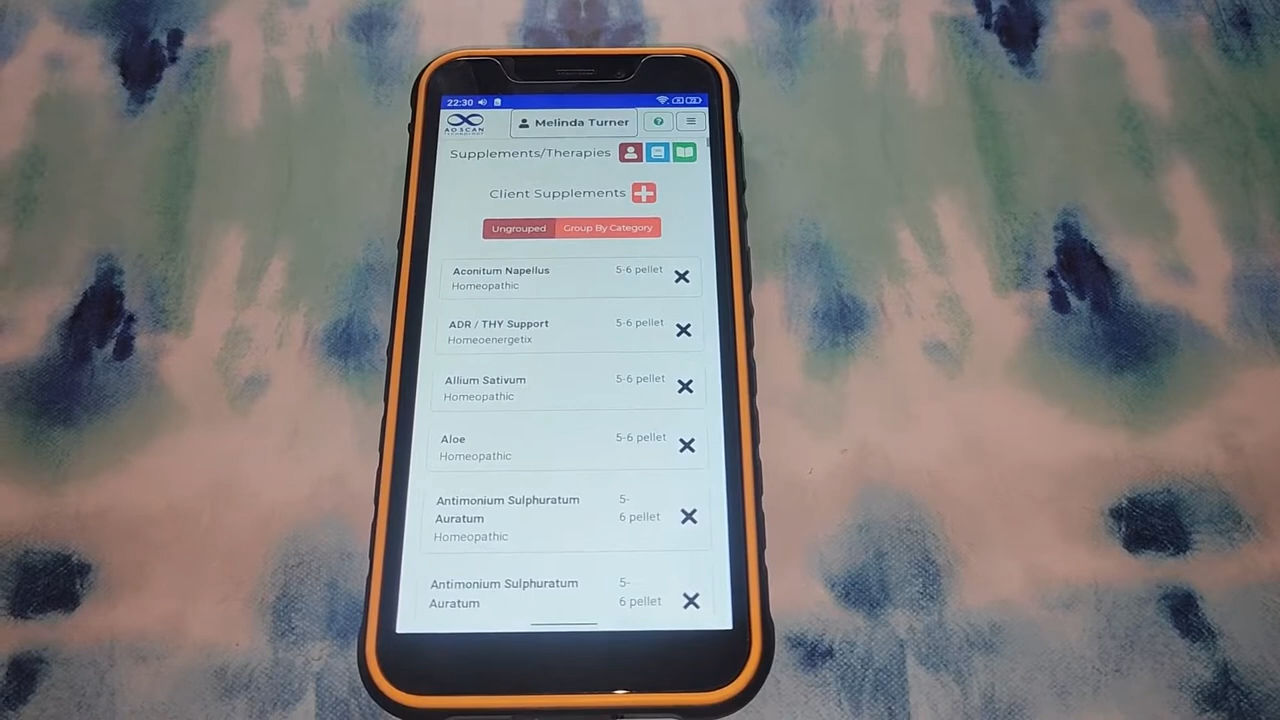 22:30
AO SCAN
TECHNOLOGY
Melinda Turner
Supplements/Therapies
Client Supplements
Ungrouped Group By Category
Aconitum Napellus 5-6 pellet
Homeopathic
ADR / THY Support 5-6 pellet
Homeoenergetix
Allium Sativum 5-6 pellet
Homeopathic
Aloe 5-6 pellet
Homeopathic
Antimonium Sulphuratum 5-
Auratum 6 pellet
Homeopathic
Antimonium Sulphuratum 5-
Auratum 6 pellet